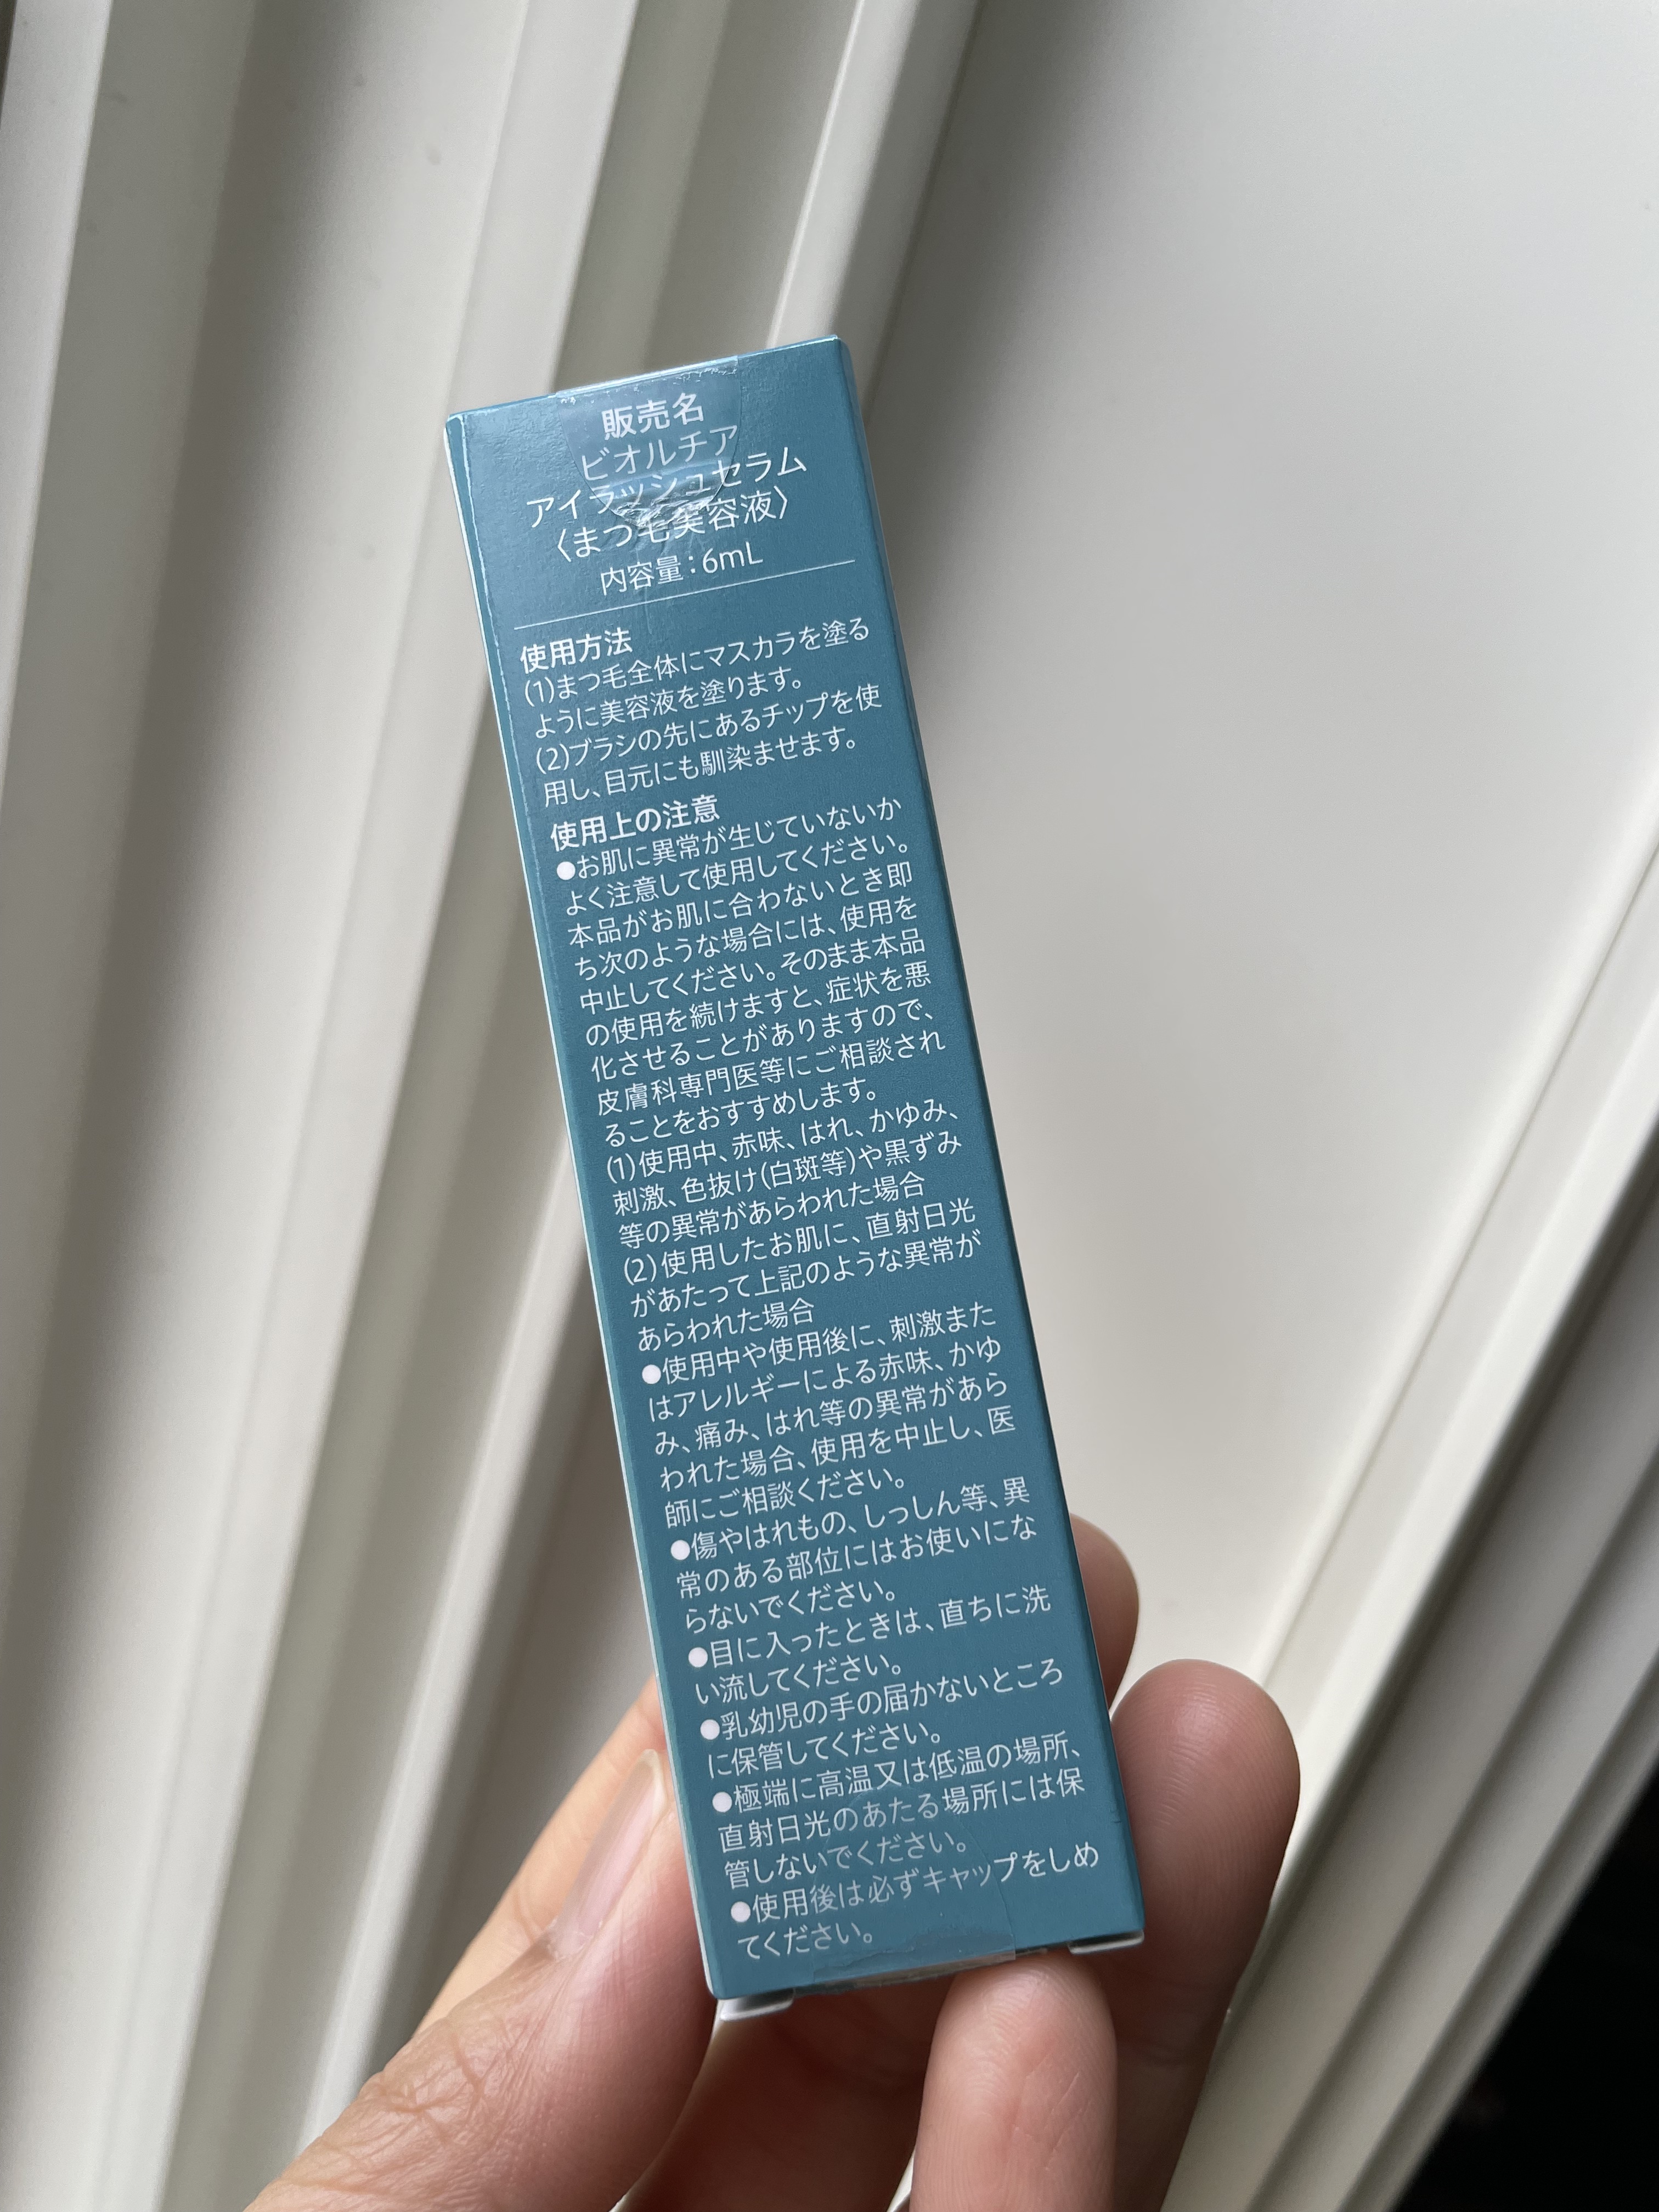 販売名
ビオルチア
アイラッシュセラム
〈まつ毛美容液〉
内容量：6mL
使用方法
(1)まつ毛全体にマスカラを塗る
ように美容液を塗ります。
(2)ブラシの先にあるチップを使
用し、目元にも馴染ませます。
使用上の注意
●お肌に異常が生じていないか
よく注意して使用してください。
本品がお肌に合わないとき即
ち次のような場合には、使用を
中止してください。そのまま本品
の使用を続けますと、症状を悪
化させることがありますので、
皮膚科専門医等にご相談され
ることをおすすめします。
(1)使用中、赤味、はれ、かゆみ、
刺激、色抜け(白斑等)や黒ずみ
等の異常があらわれた場合
(2)使用したお肌に、直射日光
があたって上記のような異常が
あらわれた場合
●使用中や使用後に、刺激また
はアレルギーによる赤味、かゆ
み、痛み、はれ等の異常があら
われた場合、使用を中止し、医
師にご相談ください。
●傷やはれもの、しっしん等、異
常のある部位にはお使いにな
らないでください。
●目に入ったときは、直ちに洗
い流してください。
●乳幼児の手の届かないところ
に保管してください。
●極端に高温又は低温の場所、
直射日光のあたる場所には保
管しないでください。
●使用後は必ずキャップをしめ
てください。